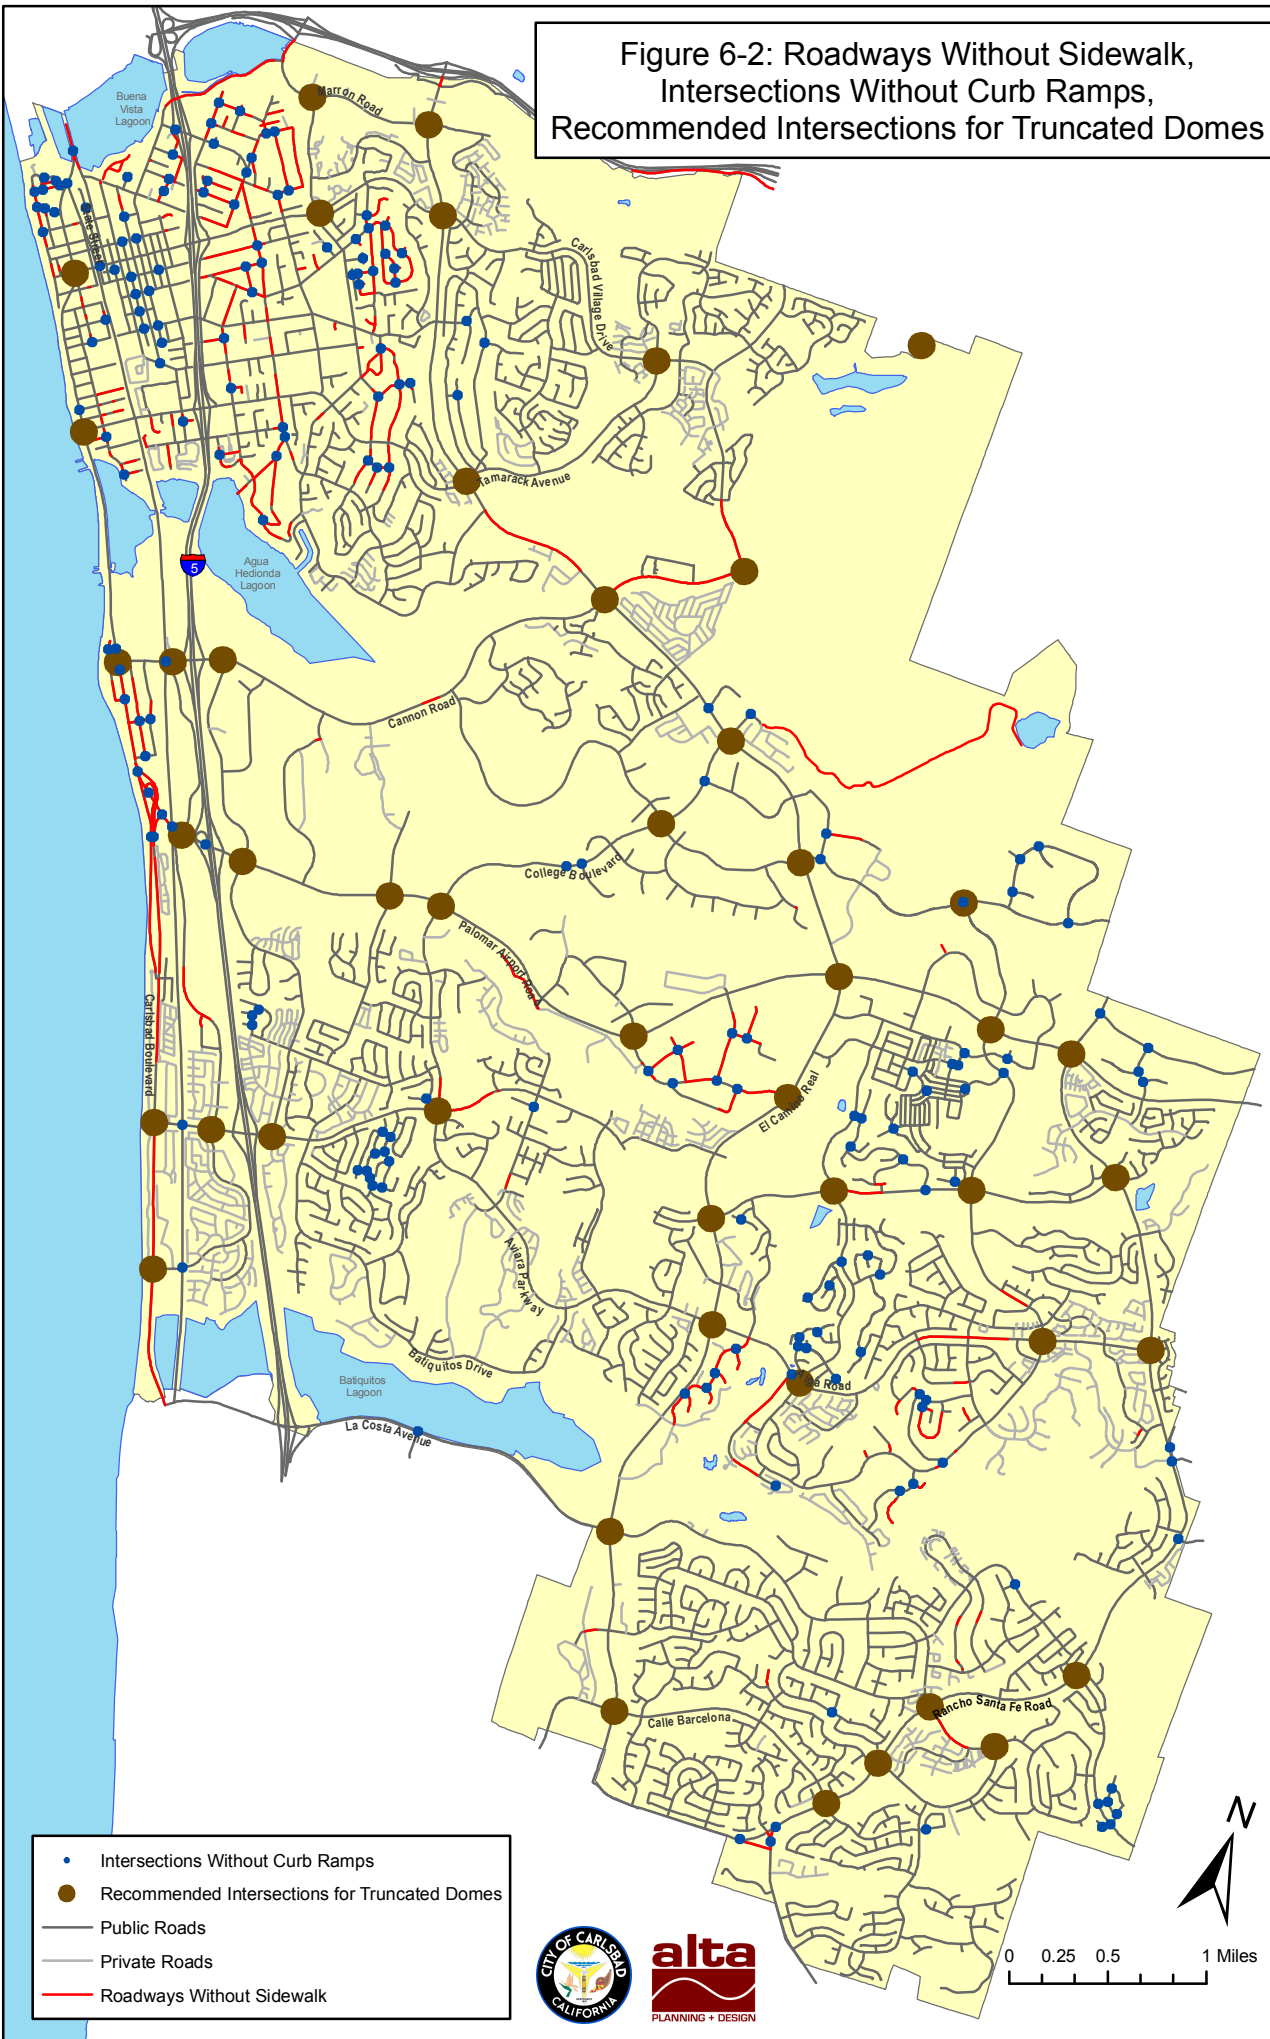 Figure 6-2: Roadways Without Sidewalk,
Intersections Without Curb Ramps,
Recommended Intersections for Truncated Domes
Buena
Vista
Lagoon
Marron Road
State Street
Carlsbad Village Drive
Tamarack Avenue
5
Agua
Hedionda
Lagoon
Cannon Road
College Boulevard
Palomar Airport Road
Carlsbad Boulevard
El Camino Real
Aviara Parkway
Batiquitos Drive
Batiquitos
Lagoon
La Costa Avenue
Alga Road
Rancho Santa Fe Road
Calle Barcelona
N
Intersections Without Curb Ramps
Recommended Intersections for Truncated Domes
Public Roads
Private Roads
Roadways Without Sidewalk
CITY OF CARLSBAD
CALIFORNIA
alta
PLANNING + DESIGN
0 0.25 0.5 1 Miles